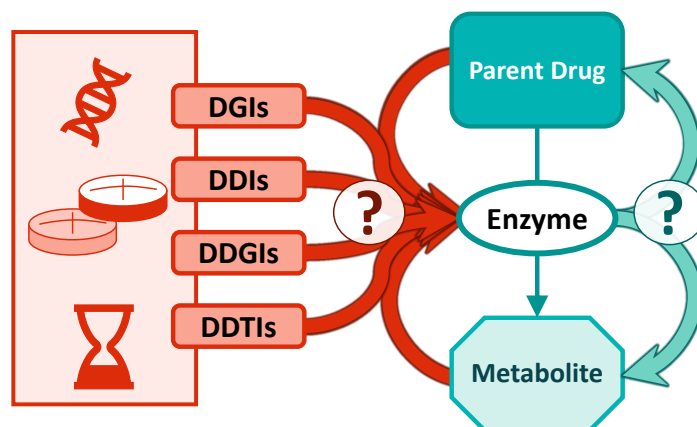 DGIs
DDIs
DDGIs
DDTIs
?
Parent Drug
Enzyme
?
Metabolite